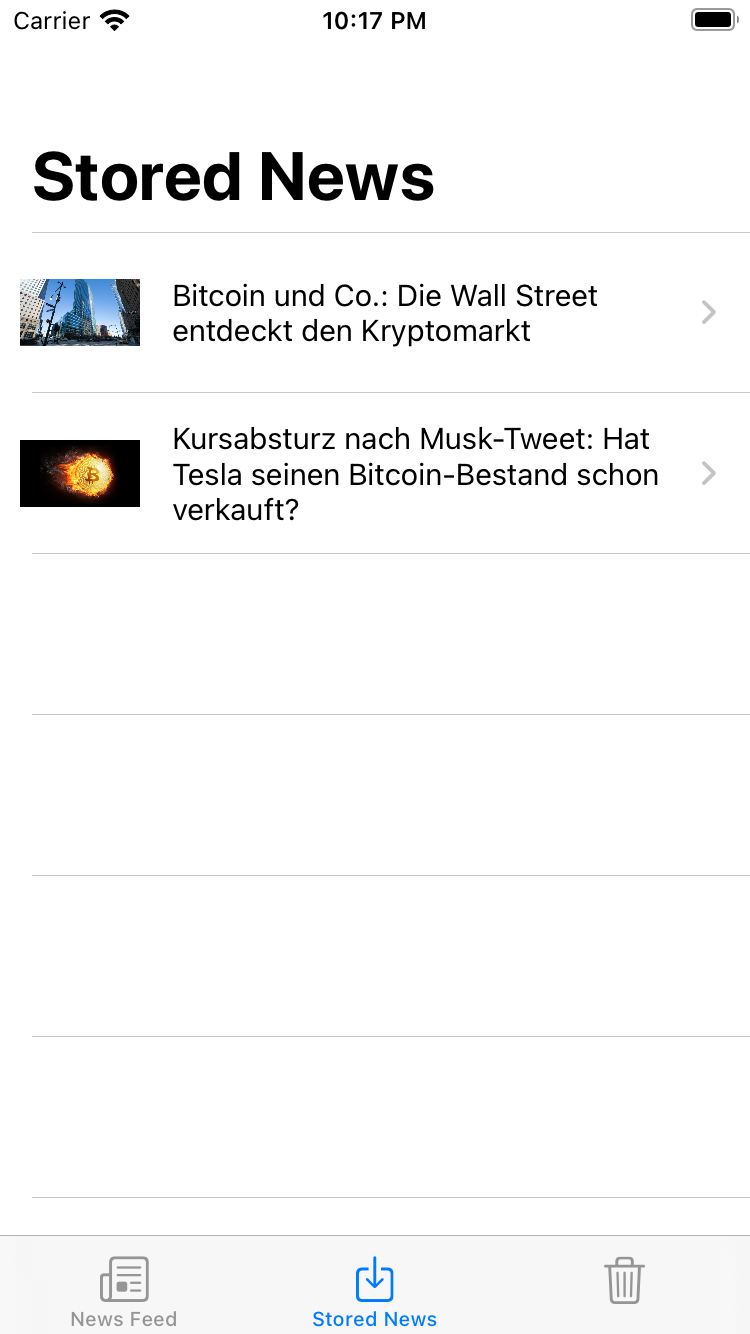 Carrier
10:17 PM
Stored News
Bitcoin und Co.: Die Wall Street
entdeckt den Kryptomarkt
Kursabsturz nach Musk-Tweet: Hat
Tesla seinen Bitcoin-Bestand schon
verkauft?
News Feed
Stored News